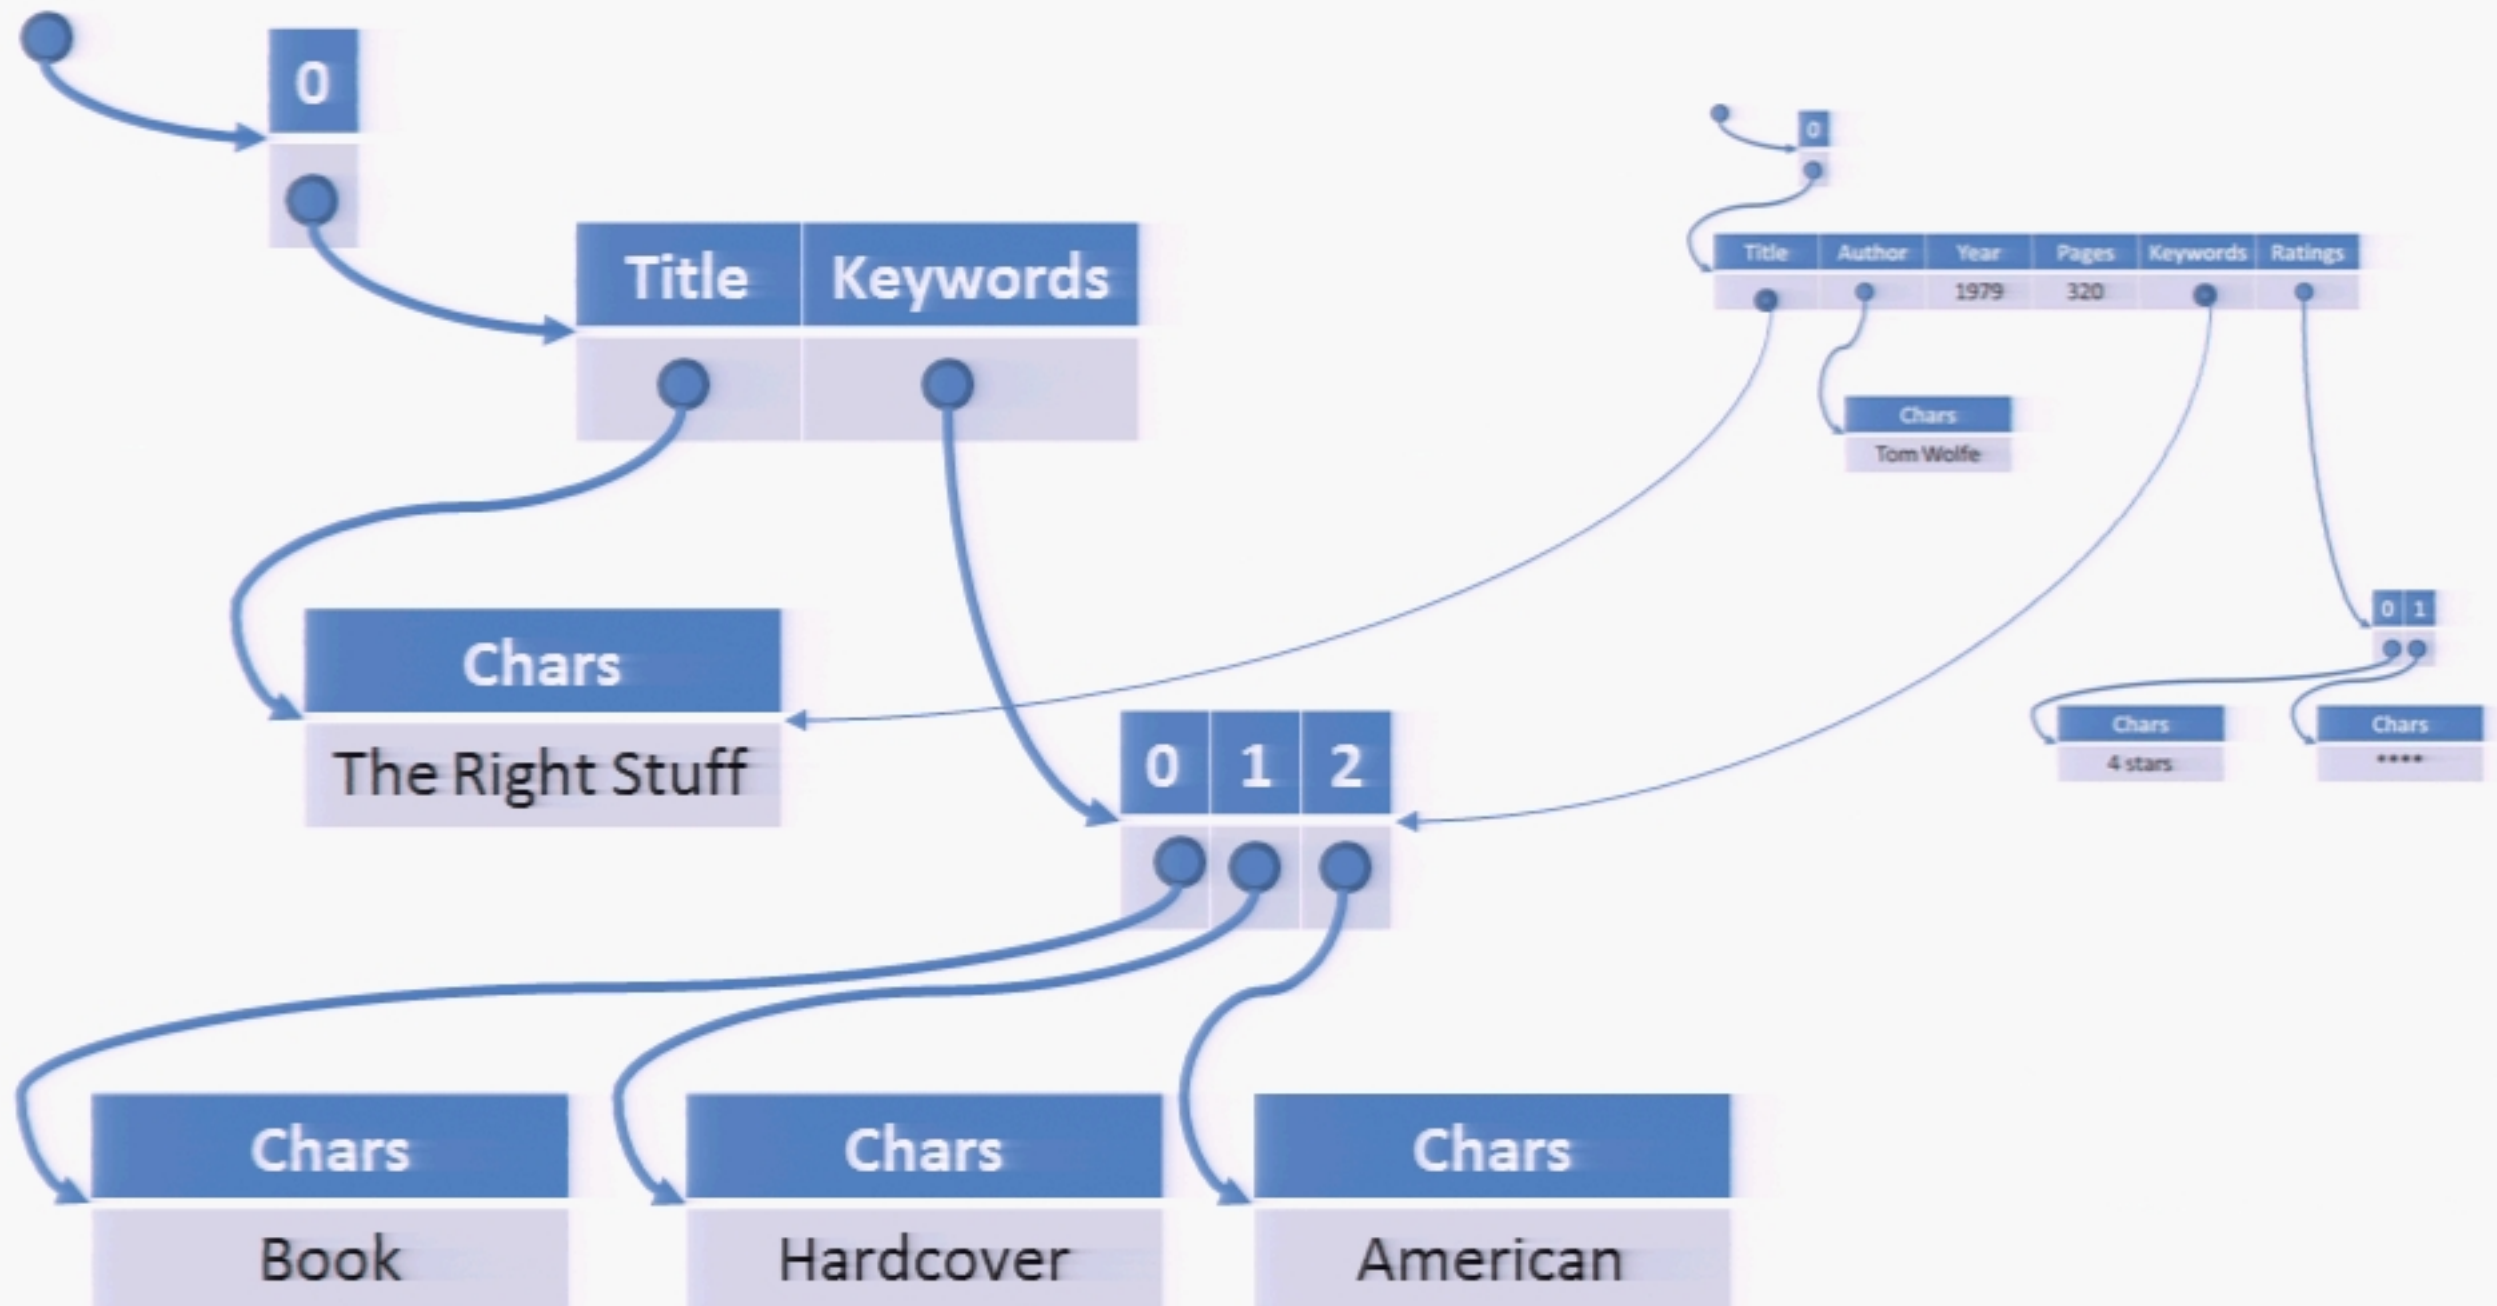 0
0
Title Keywords
Title Author Year Pages Keywords Ratings
1979 320
Chars
Tom Wolfe
Chars
The Right Stuff
0 1
0 1 2
Chars
4 stars
Chars
****
Chars
Book
Chars
Hardcover
Chars
American